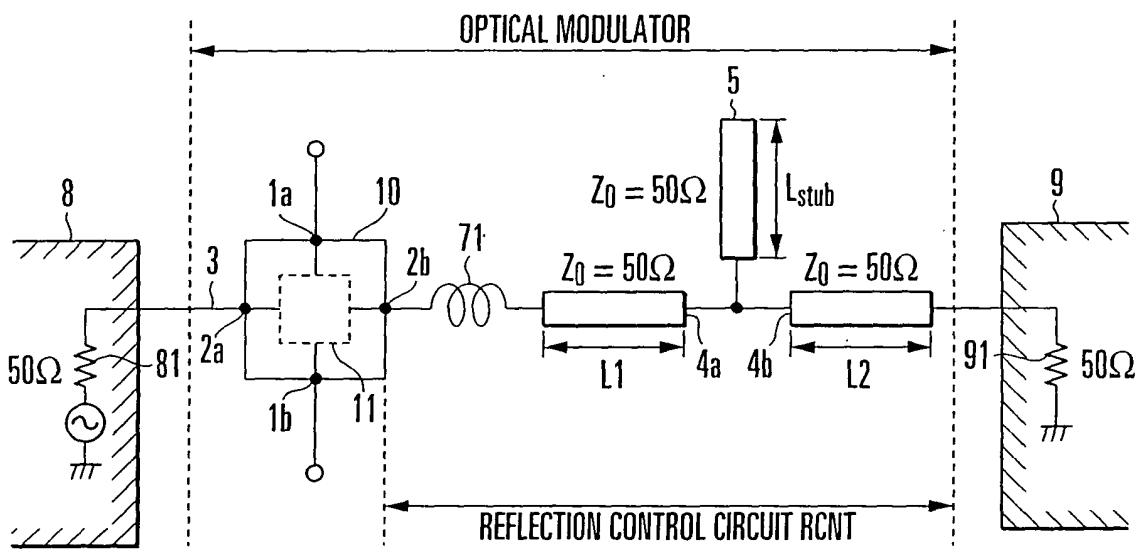 OPTICAL MODULATOR
5
8
1a
10
Z0 = 50Ω
Lstub
9
71
3
2b
Z0 = 50Ω
Z0 = 50Ω
2a
50Ω
81
11
1b
L1
4a
4b
L2
91
50Ω
REFLECTION CONTROL CIRCUIT RCNT